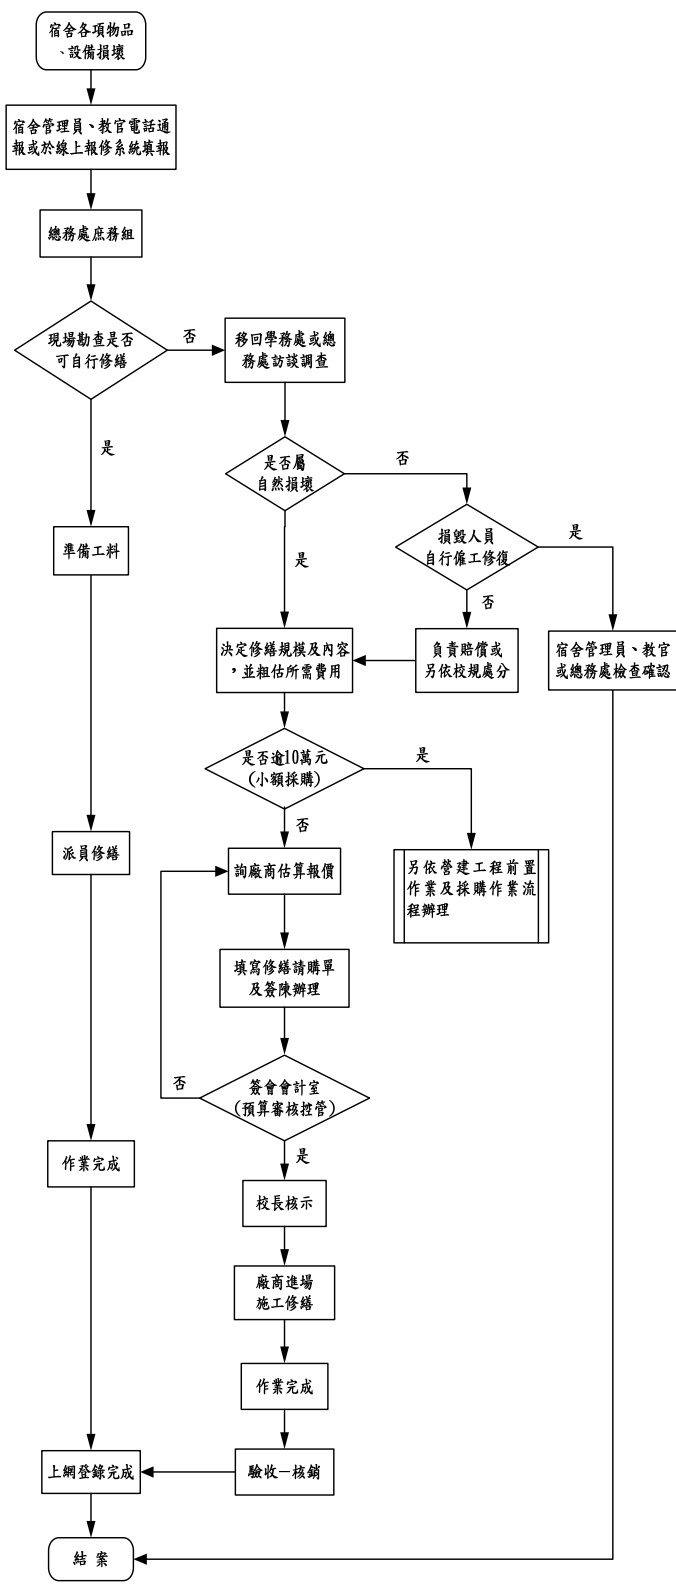 宿舍各項物品
、設備損壞
宿舍管理員、教官電話通
報或於線上報修系統填報
總務處庶務組
現場勘查是否
可自行修繕
否
移回學務處或總
務處訪談調查
是
是否屬
自然損壞
否
損毀人員
自行僱工修復
是
準備工料
是
否
決定修繕規模及內容
，並粗估所需費用
負責賠償或
另依校規處分
宿舍管理員、教官
或總務處檢查確認
是否逾10萬元
(小額採購)
是
否
派員修繕
詢廠商估算報價
另依營建工程前置
作業及採購作業流
程辦理
填寫修繕請購單
及簽陳辦理
簽會會計室
(預算審核控管)
否
是
作業完成
校長核示
廠商進場
施工修繕
作業完成
上網登錄完成
驗收－核銷
結 案